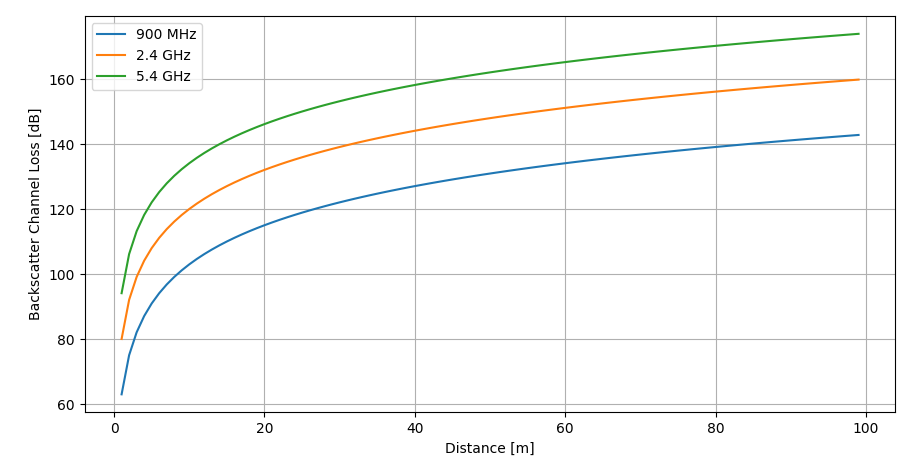 900 MHz
2.4 GHz
5.4 GHz
160
140
120
100
80
60
Backscatter Channel Loss [dB]
0 20 40 60 80 100
Distance [m]